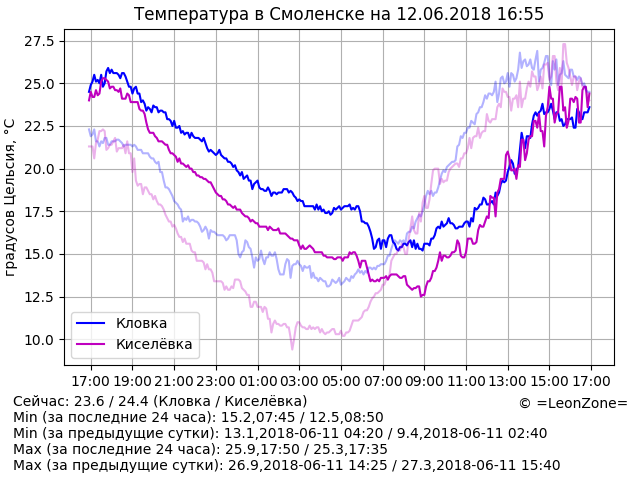 Температура в Смоленске на 12.06.2018 16:55
градусов Цельсия, °C
27.5
25.0
22.5
20.0
17.5
15.0
12.5
10.0
Кловка
Киселёвка
17:00 19:00 21:00 23:00 01:00 03:00 05:00 07:00 09:00 11:00 13:00 15:00 17:00
Сейчас: 23.6 / 24.4 (Кловка / Киселёвка)
© =LeonZone=
Min (за последние 24 часа): 15.2,07:45 / 12.5,08:50
Min (за предыдущие сутки): 13.1,2018-06-11 04:20 / 9.4,2018-06-11 02:40
Max (за последние 24 часа): 25.9,17:50 / 25.3,17:35
Max (за предыдущие сутки): 26.9,2018-06-11 14:25 / 27.3,2018-06-11 15:40